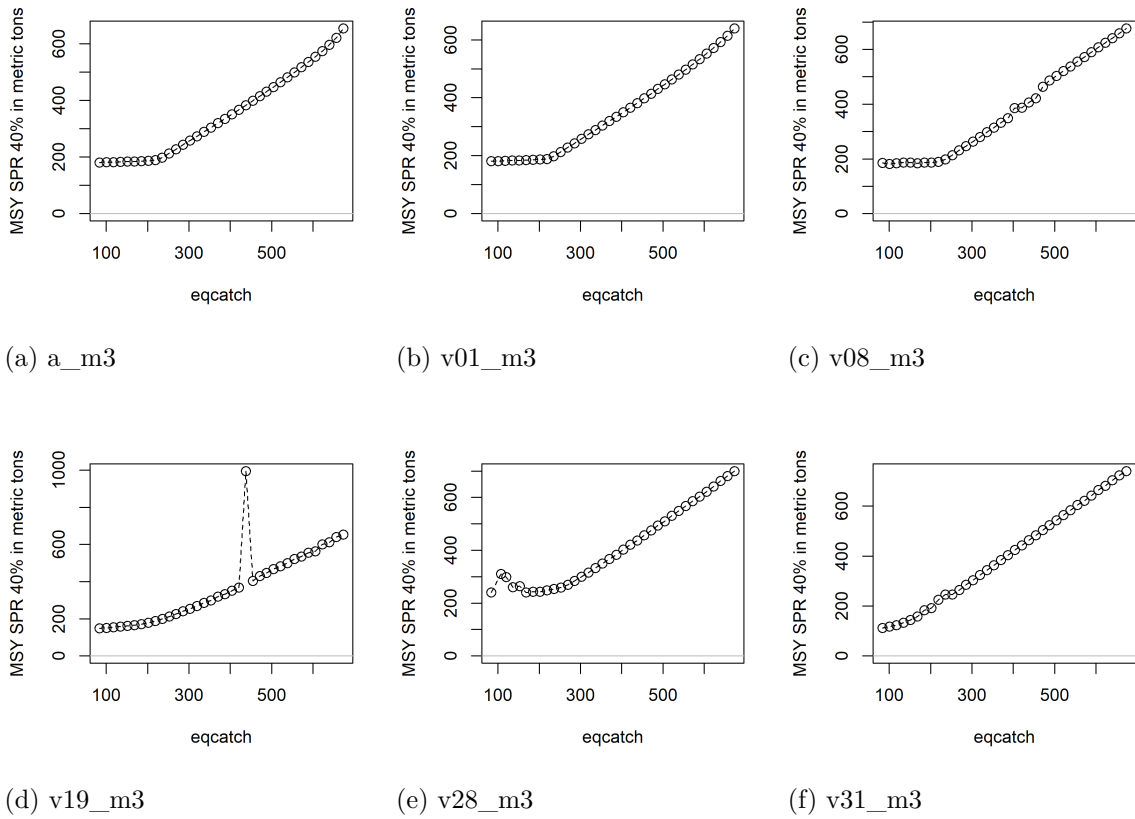 MSY SPR 40% in metric tons
0 200 400 600
100 300 500
eqcatch
(a) a_m3
MSY SPR 40% in metric tons
0 200 400 600
100 300 500
eqcatch
(b) v01_m3
MSY SPR 40% in metric tons
0 200 400 600
100 300 500
eqcatch
(c) v08_m3
MSY SPR 40% in metric tons
0 200 600 1000
100 300 500
eqcatch
(d) v19_m3
MSY SPR 40% in metric tons
0 200 400 600
100 300 500
eqcatch
(e) v28_m3
MSY SPR 40% in metric tons
0 200 400 600
100 300 500
eqcatch
(f) v31_m3